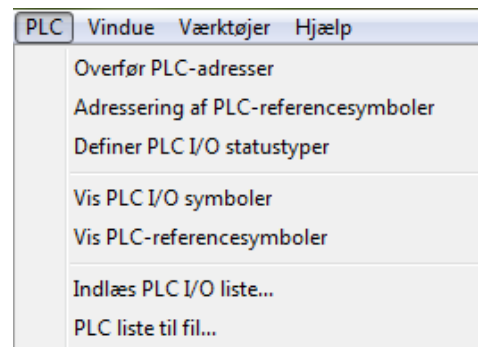 PLC Vindue Værktøjer Hjælp
Overfør PLC-adresser
Adressering af PLC-referencesymboler
Definer PLC I/O statustyper
Vis PLC I/O symboler
Vis PLC-referencesymboler
Indlæs PLC I/O liste...
PLC liste til fil...